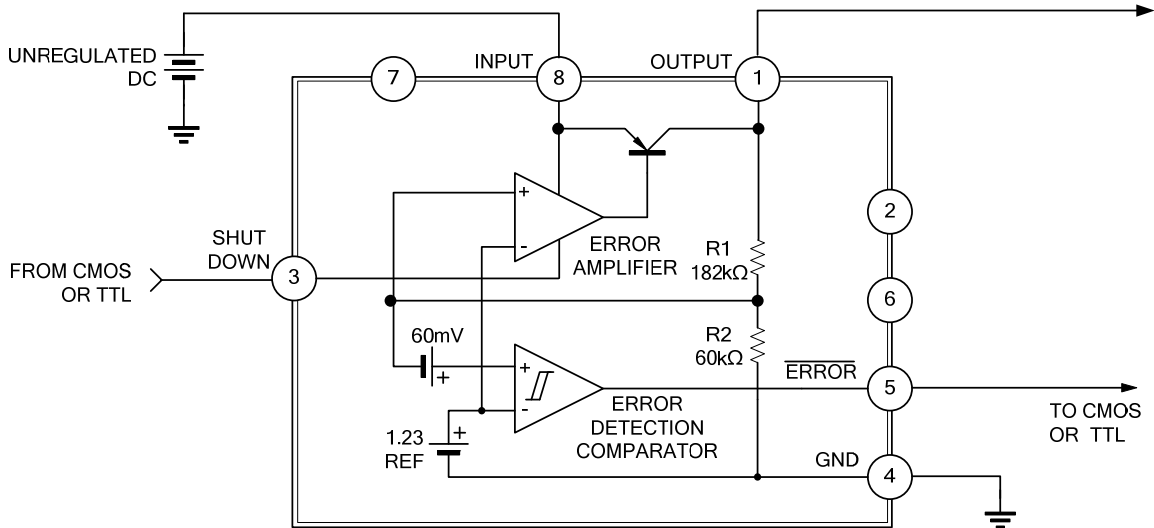 UNREGULATED
DC
7
INPUT
8
OUTPUT
1
+
-
ERROR
AMPLIFIER
2
SHUT
DOWN
3
FROM CMOS
OR TTL
R1
182kΩ
6
60mV
+
R2
60kΩ
+
-
ERROR
5
ERROR
DETECTION
COMPARATOR
TO CMOS
OR TTL
1.23
REF
+
GND
4